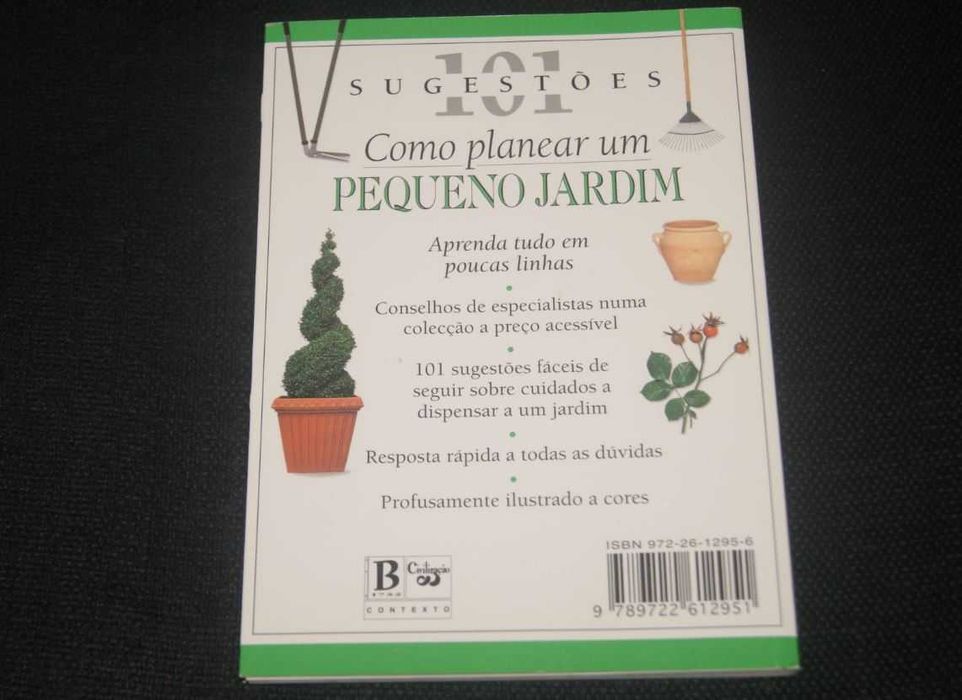 101
SUGESTÕES
Como planear um
PEQUENO JARDIM
Aprenda tudo em
poucas linhas
Conselhos de especialistas numa
colecção a preço acessível
101 sugestões fáceis de
seguir sobre cuidados a
dispensar a um jardim
Resposta rápida a todas as dúvidas
Profusamente ilustrado a cores
ISBN 972-26-1295-6
B Civilização
CONTEXTO
9 789722 612951